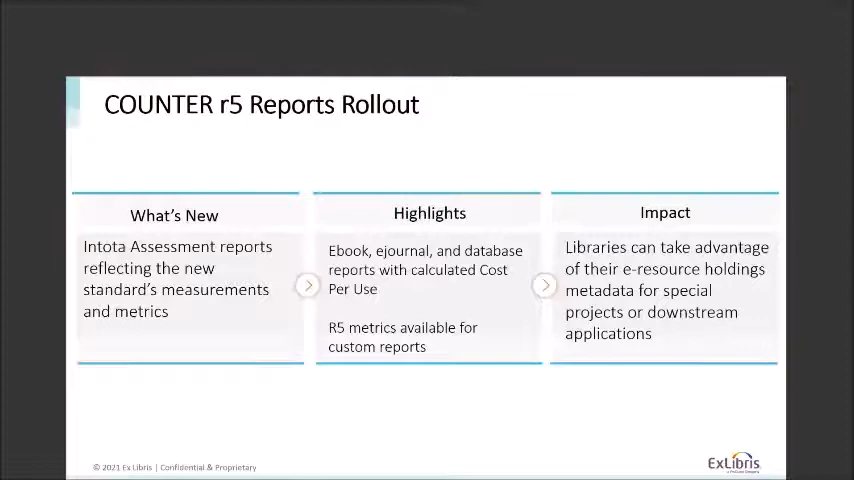 COUNTER r5 Reports Rollout
What's New
Intota Assessment reports
reflecting the new
standard's measurements
and metrics
Highlights
Ebook, ejournal, and database
reports with calculated Cost
Per Use
R5 metrics available for
custom reports
Impact
Libraries can take advantage
of their e-resource holdings
metadata for special
projects or downstream
applications
© 2021 Ex Libris | Confidential & Proprietary
ExLibris